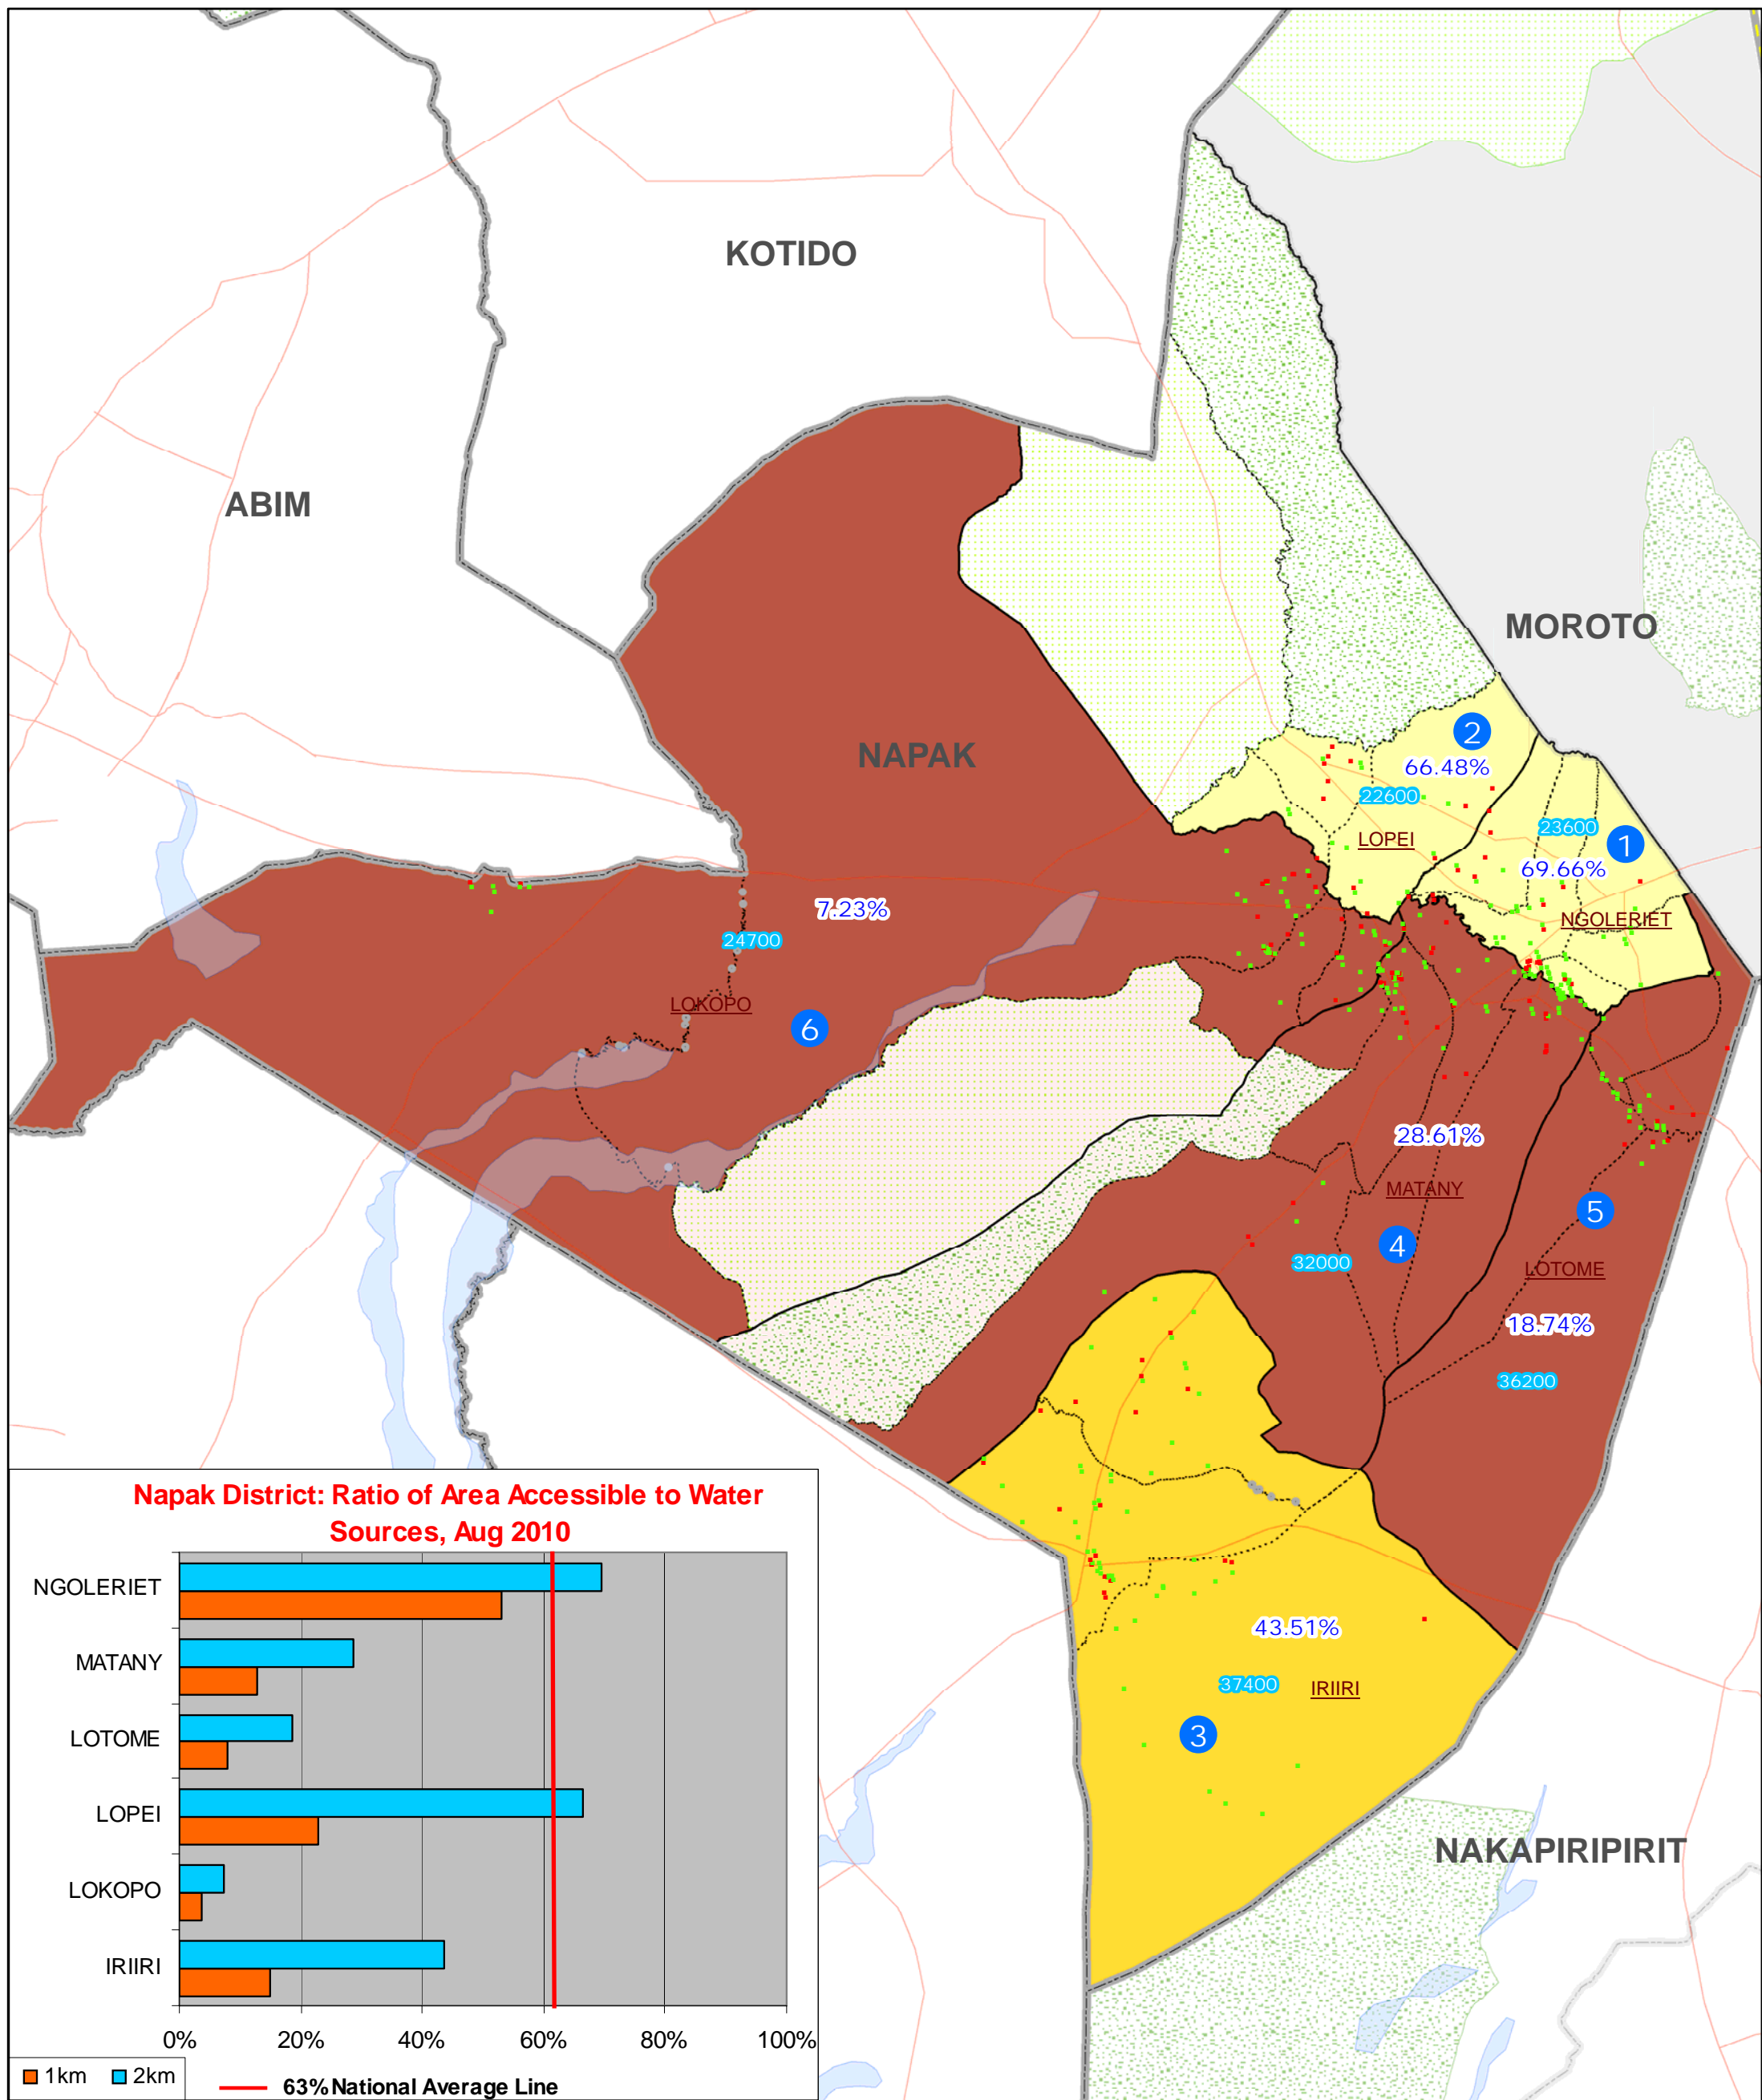 KOTIDO
ABIM
MOROTO
NAPAK
2
66.48%
22600
LOPEI
23600
1
69.66%
NGOLERIET
7.23%
24700
LOKOPO
6
28.61%
MATANY
5
4
32000
LOTOME
18.74%
36200
43.51%
37400
IRIIRI
3
NAKAPIRIPIRIT
Napak District: Ratio of Area Accessible to Water
Sources, Aug 2010
NGOLERIET
MATANY
LOTOME
LOPEI
LOKOPO
IRIIRI
0% 20% 40% 60% 80% 100%
1km 2km
63% National Average Line